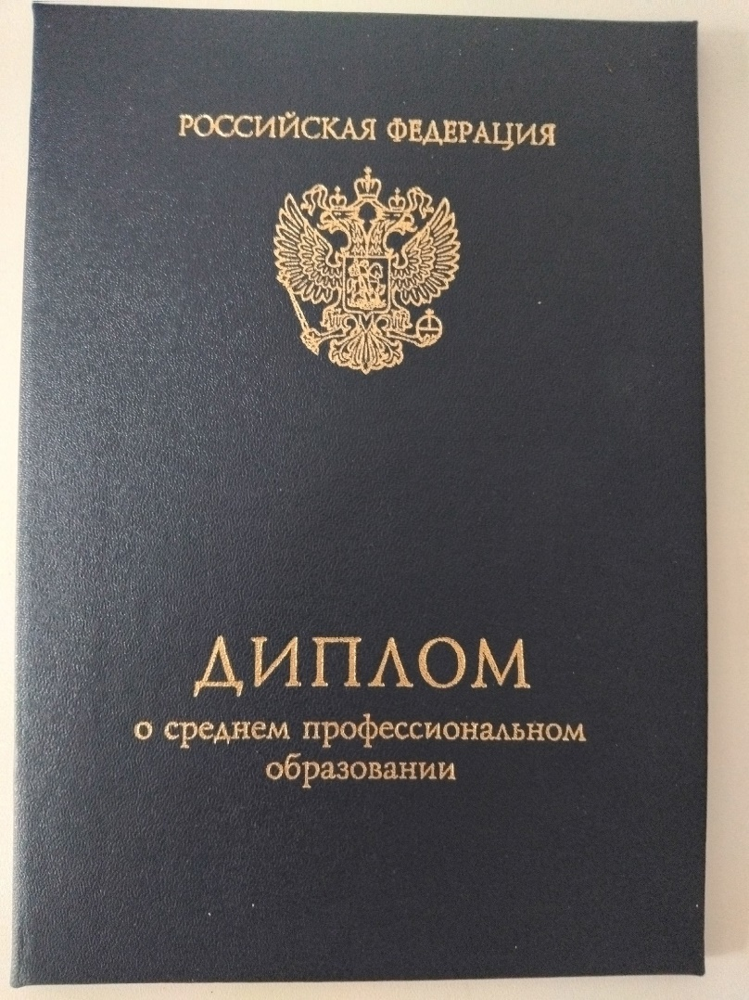 РОССИЙСКАЯ ФЕДЕРАЦИЯ
ДИПЛОМ
о среднем профессиональном
образовании